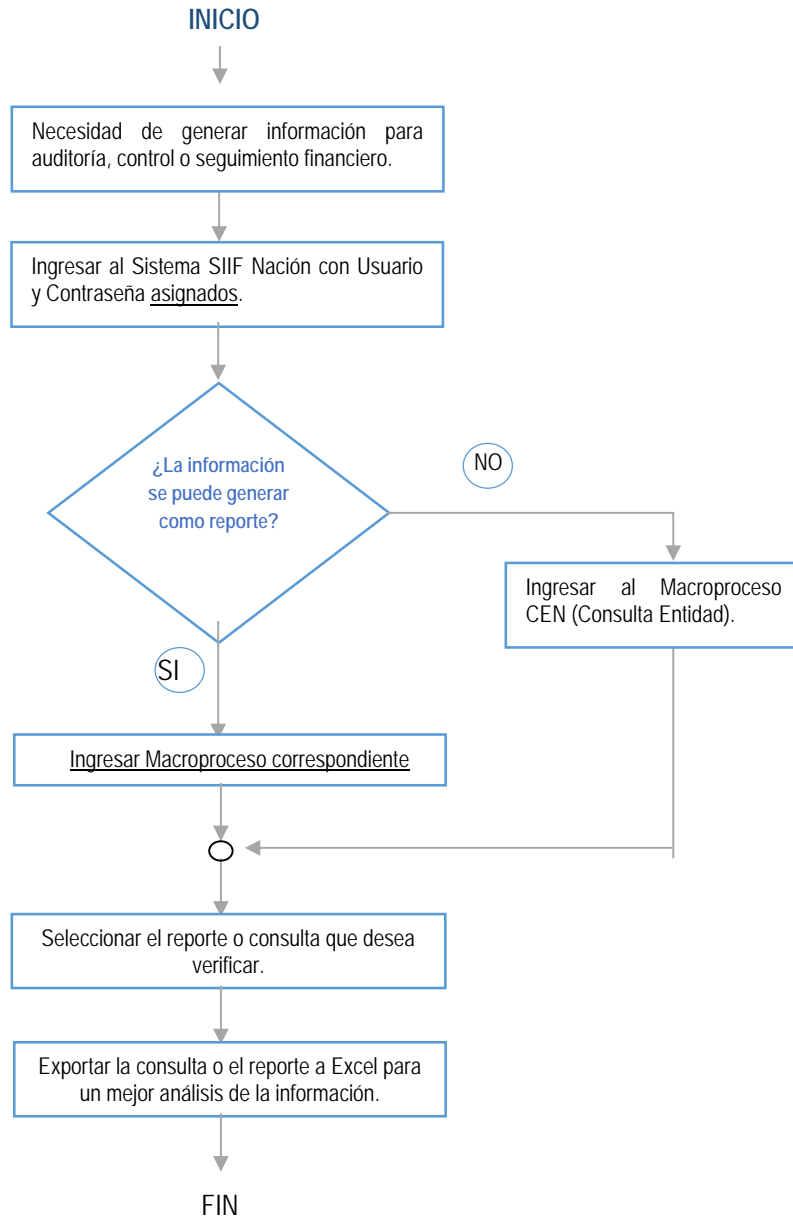 INICIO
Necesidad de generar información para
auditoría, control o seguimiento financiero.
Ingresar al Sistema SIIF Nación con Usuario
y Contraseña asignados.
¿La información
se puede generar
como reporte?
NO
Ingresar al Macroproceso
CEN (Consulta Entidad).
SI
Ingresar Macroproceso correspondiente
Seleccionar el reporte o consulta que desea
verificar.
Exportar la consulta o el reporte a Excel para
un mejor análisis de la información.
FIN